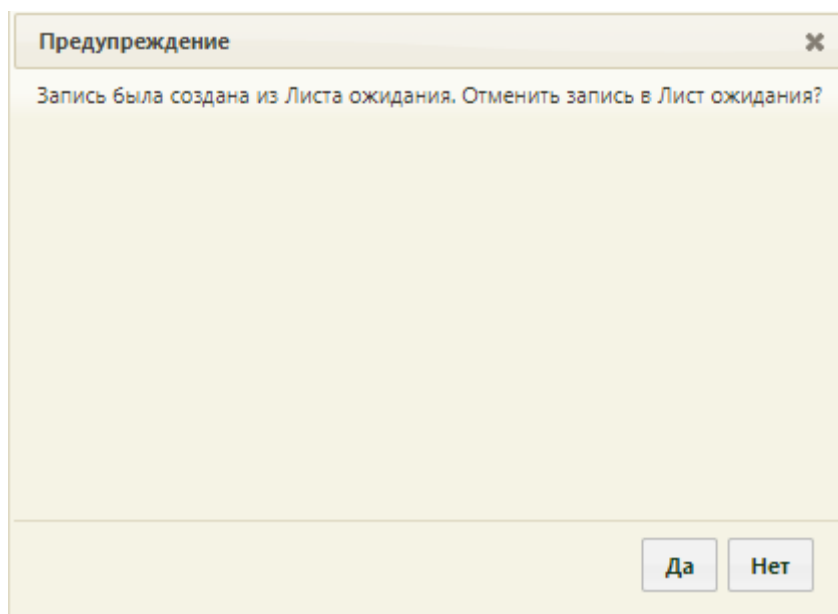 Предупреждение
Запись была создана из Листа ожидания. Отменить запись в Лист ожидания?
Да Нет